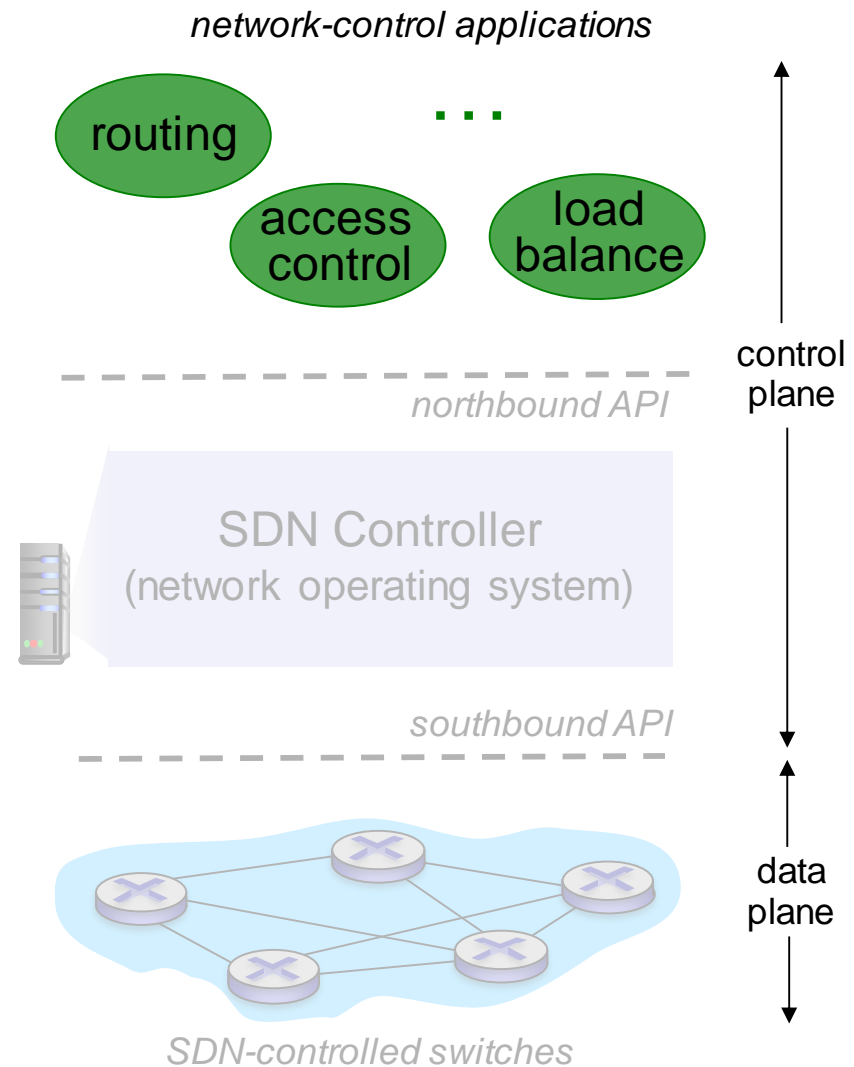 network-control applications
routing
...
access
control
load
balance
control
plane
northbound API
SDN Controller
(network operating system)
southbound API
data
plane
SDN-controlled switches